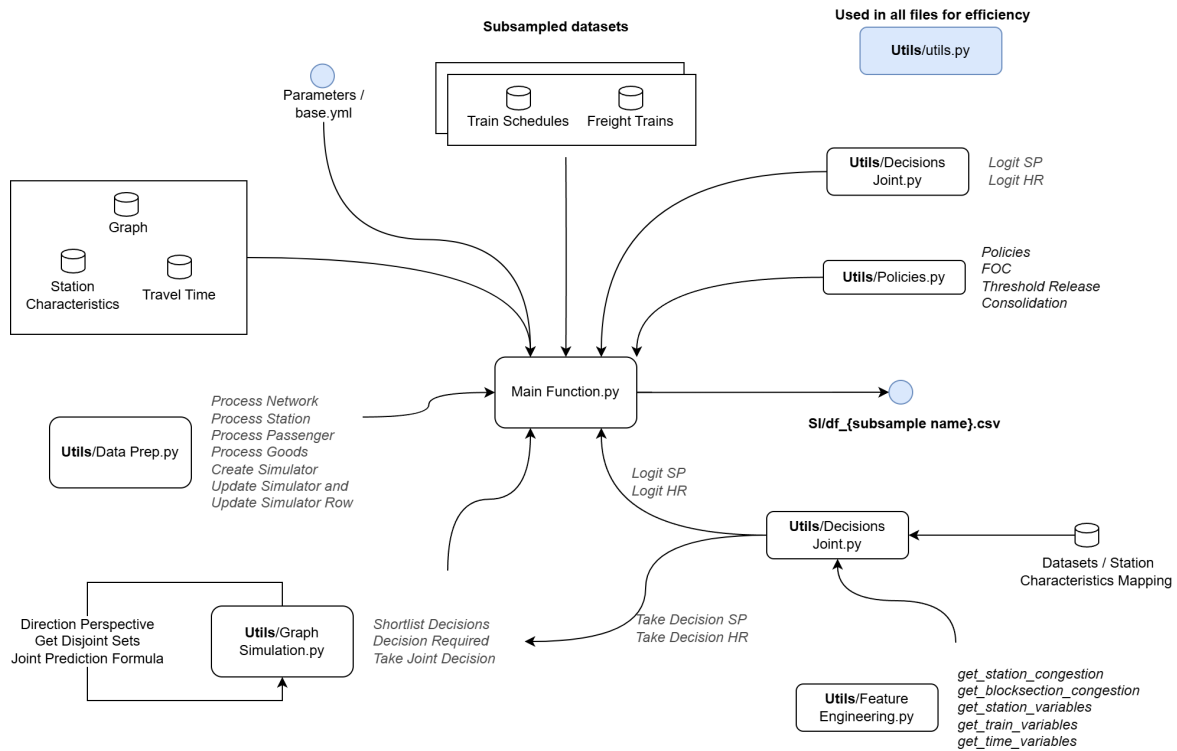 Used in all files for efficiency
Utils/utils.py
Subsampled datasets
Train Schedules
Freight Trains
Parameters /
base.yml
Utils/Decisions
Joint.py
Logit SP
Logit HR
Graph
Station
Characteristics
Travel Time
Utils/Policies.py
Policies
FOC
Threshold Release
Consolidation
Main Function.py
SI/df_{subsample name}.csv
Utils/Data Prep.py
Process Network
Process Station
Process Passenger
Process Goods
Create Simulator
Update Simulator and
Update Simulator Row
Logit SP
Logit HR
Utils/Decisions
Joint.py
Datasets / Station
Characteristics Mapping
Direction Perspective
Get Disjoint Sets
Joint Prediction Formula
Utils/Graph
Simulation.py
Shortlist Decisions
Decision Required
Take Joint Decision
Take Decision SP
Take Decision HR
Utils/Feature
Engineering.py
get_station_congestion
get_blocksection_congestion
get_station_variables
get_train_variables
get_time_variables